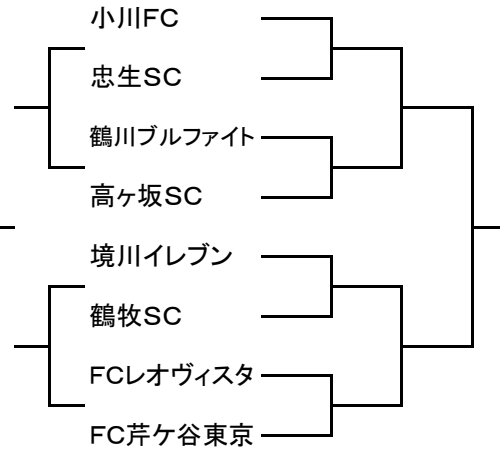 小川FC
忠生SC
鶴川ブルファイト
高ヶ坂SC
境川イレブン
鶴牧SC
FCレオヴィスタ
FC芹ケ谷東京